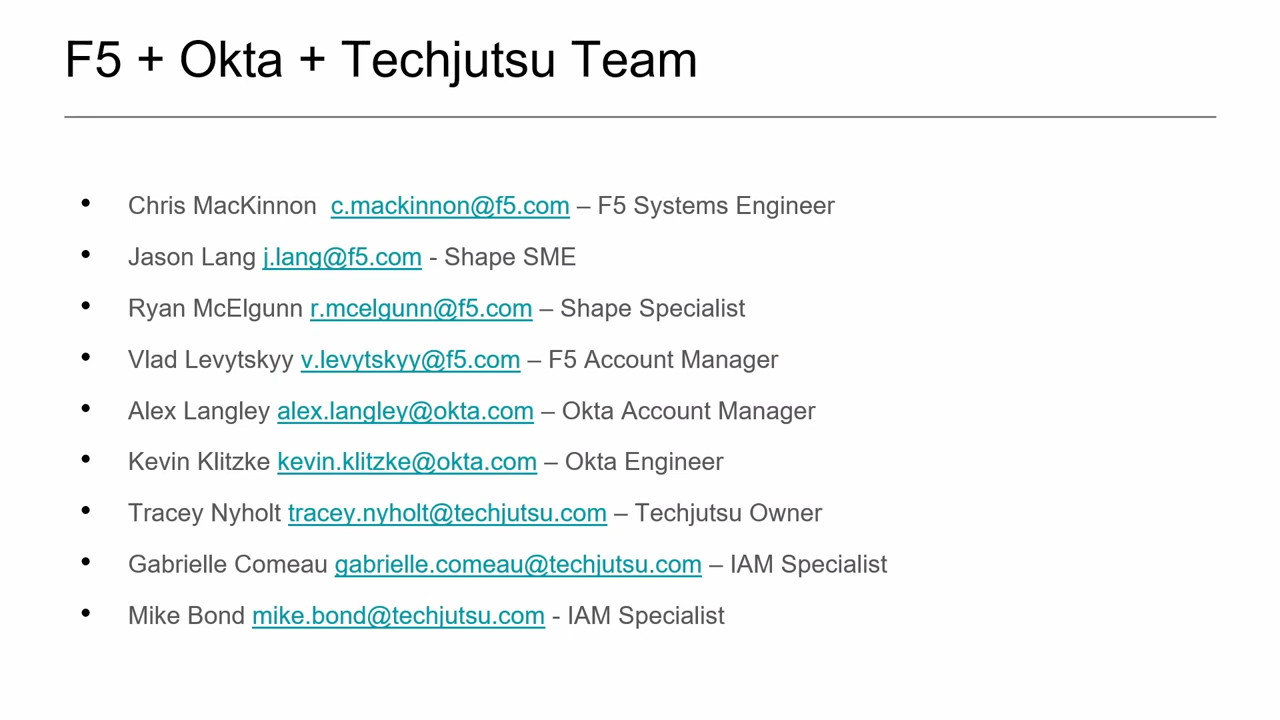 F5 + Okta + Techjutsu Team
• Chris MacKinnon  c.mackinnon@f5.com – F5 Systems Engineer
• Jason Lang j.lang@f5.com - Shape SME
• Ryan McElgunn r.mcelgunn@f5.com – Shape Specialist
• Vlad Levytskyy v.levytskyy@f5.com – F5 Account Manager
• Alex Langley alex.langley@okta.com – Okta Account Manager
• Kevin Klitzke kevin.klitzke@okta.com – Okta Engineer
• Tracey Nyholt tracey.nyholt@techjutsu.com – Techjutsu Owner
• Gabrielle Comeau gabrielle.comeau@techjutsu.com – IAM Specialist
• Mike Bond mike.bond@techjutsu.com - IAM Specialist